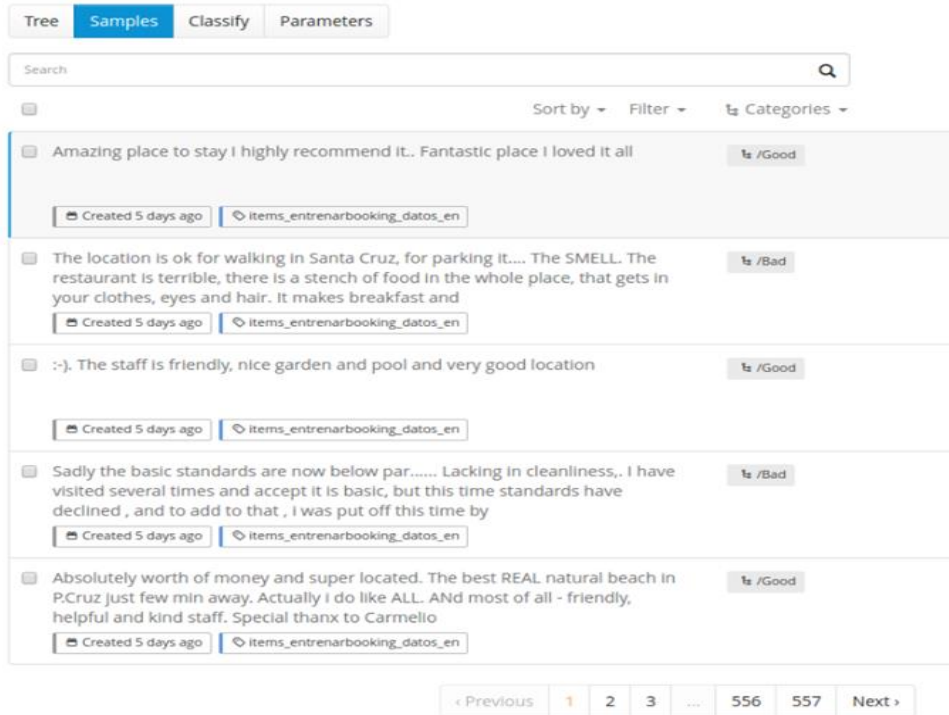 Tree Samples Classify Parameters
Search
Sort by Filter Categories
Amazing place to stay I highly recommend it.. Fantastic place I loved it all
/Good
Created 5 days ago items_entrenarbooking_datos_en
The location is ok for walking in Santa Cruz, for parking it.... The SMELL. The
restaurant is terrible, there is a stench of food in the whole place, that gets in
your clothes, eyes and hair. It makes breakfast and
/Bad
Created 5 days ago items_entrenarbooking_datos_en
:-). The staff is friendly, nice garden and pool and very good location
/Good
Created 5 days ago items_entrenarbooking_datos_en
Sadly the basic standards are now below par...... Lacking in cleanliness,. I have
visited several times and accept it is basic, but this time standards have
declined , and to add to that , i was put off this time by
/Bad
Created 5 days ago items_entrenarbooking_datos_en
Absolutely worth of money and super located. The best REAL natural beach in
P.Cruz just few min away. Actually i do like ALL. ANd most of all - friendly,
helpful and kind staff. Special thanx to Carmelio
/Good
Created 5 days ago items_entrenarbooking_datos_en
‹ Previous 1 2 3 ... 556 557 Next ›